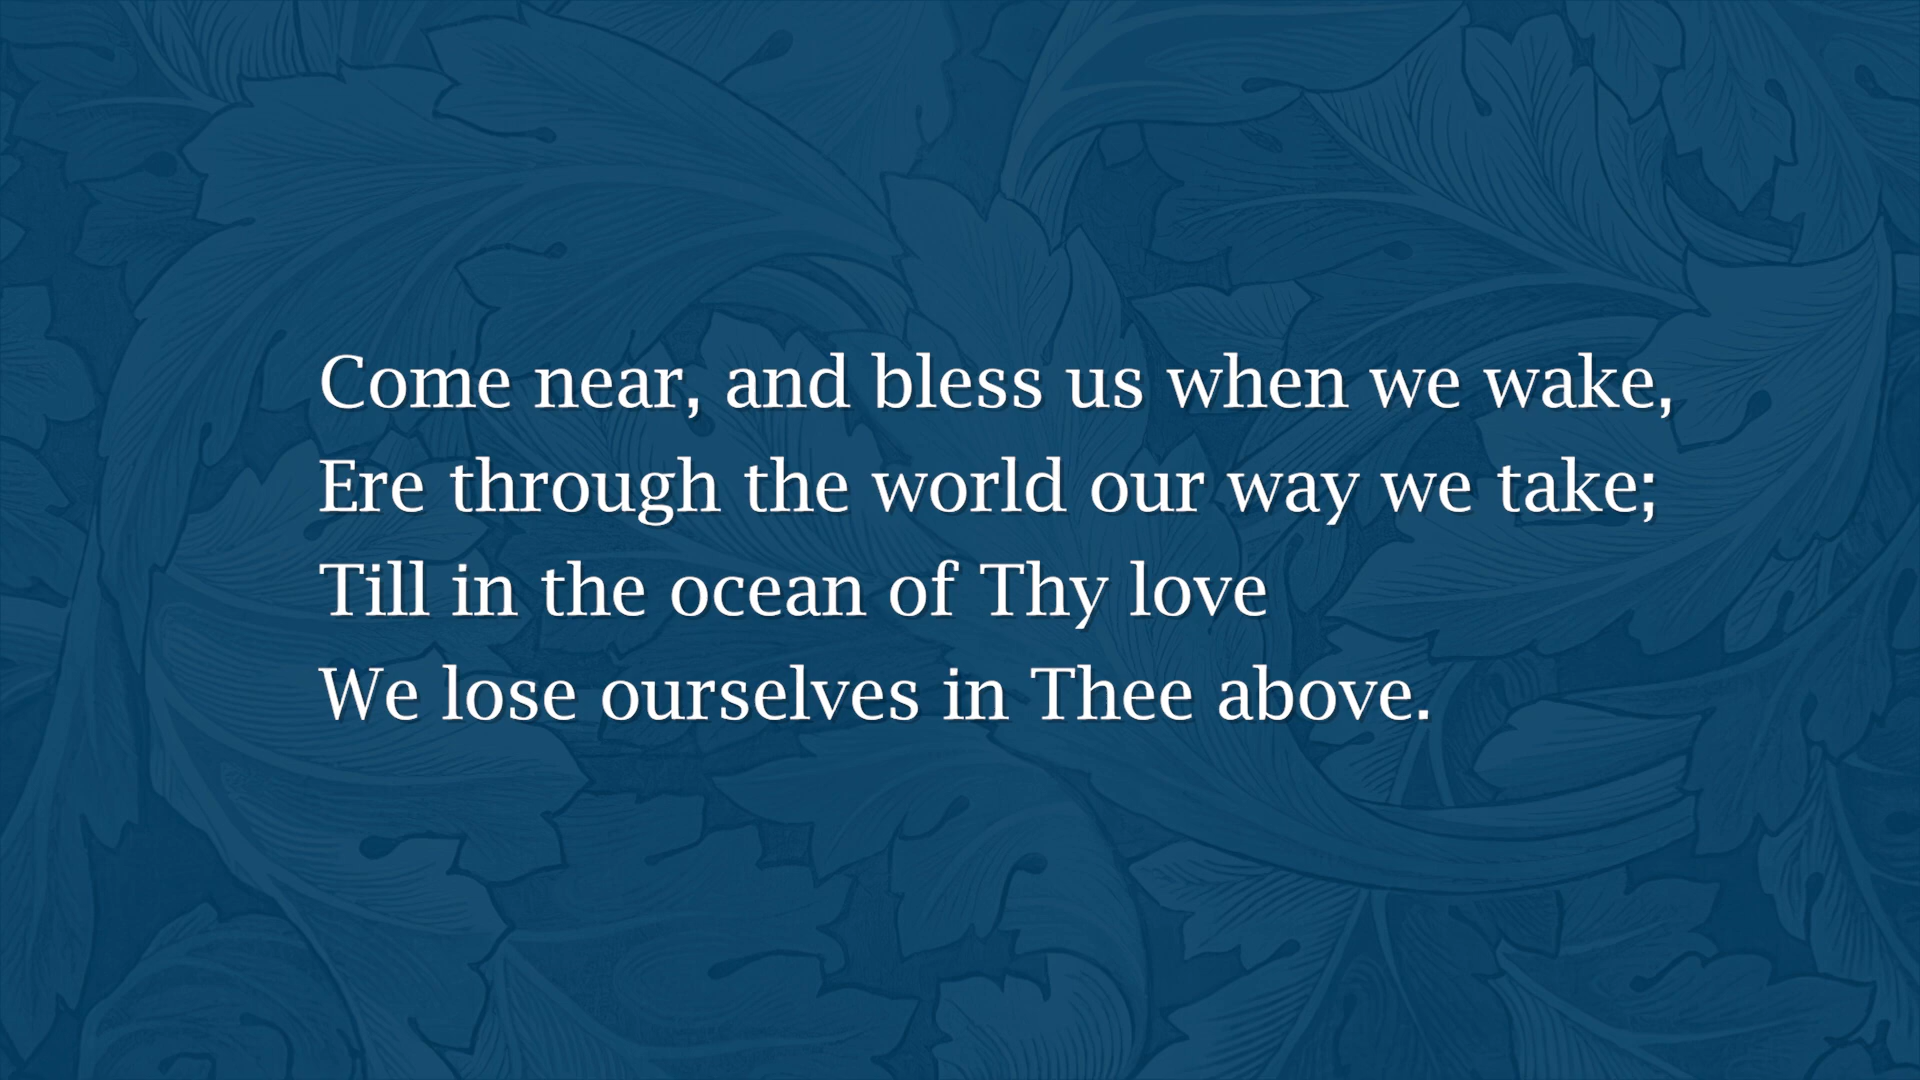 Come near, and bless us when we wake,
Ere through the world our way we take;
Till in the ocean of Thy love
We lose ourselves in Thee above.